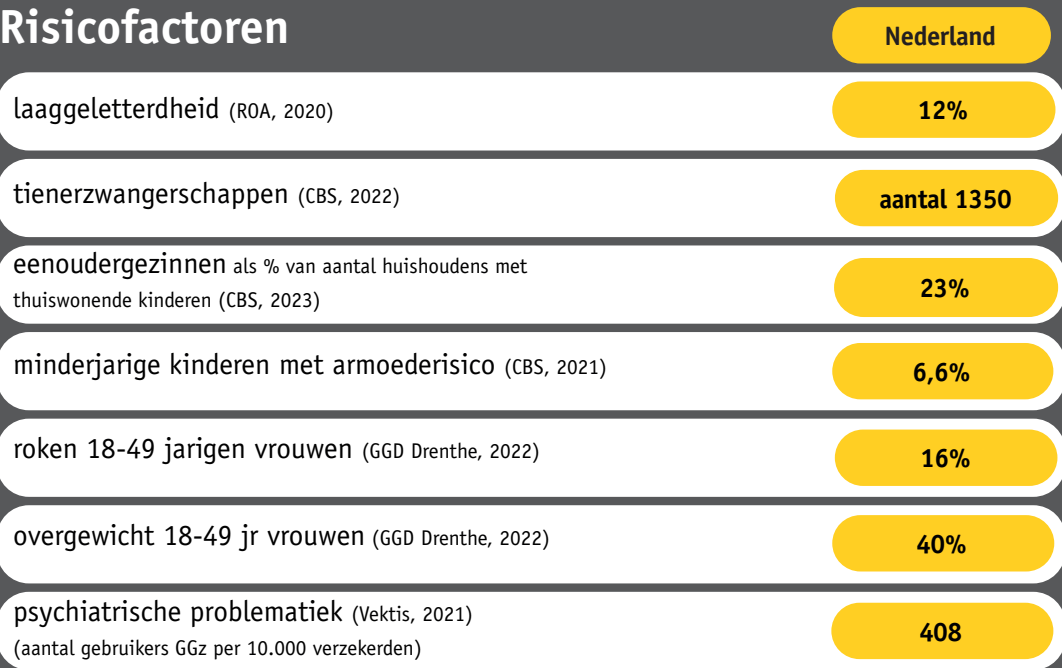 Risicofactoren
Nederland
laaggeletterdheid (ROA, 2020)
12%
tienerzwangerschappen (CBS, 2022)
aantal 1350
eenoudergezinnen als % van aantal huishoudens met
thuiswonende kinderen (CBS, 2023)
23%
minderjarige kinderen met armoederisico (CBS, 2021)
6,6%
roken 18-49 jarigen vrouwen (GGD Drenthe, 2022)
16%
overgewicht 18-49 jr vrouwen (GGD Drenthe, 2022)
40%
psychiatrische problematiek (Vektis, 2021)
(aantal gebruikers GGz per 10.000 verzekerden)
408